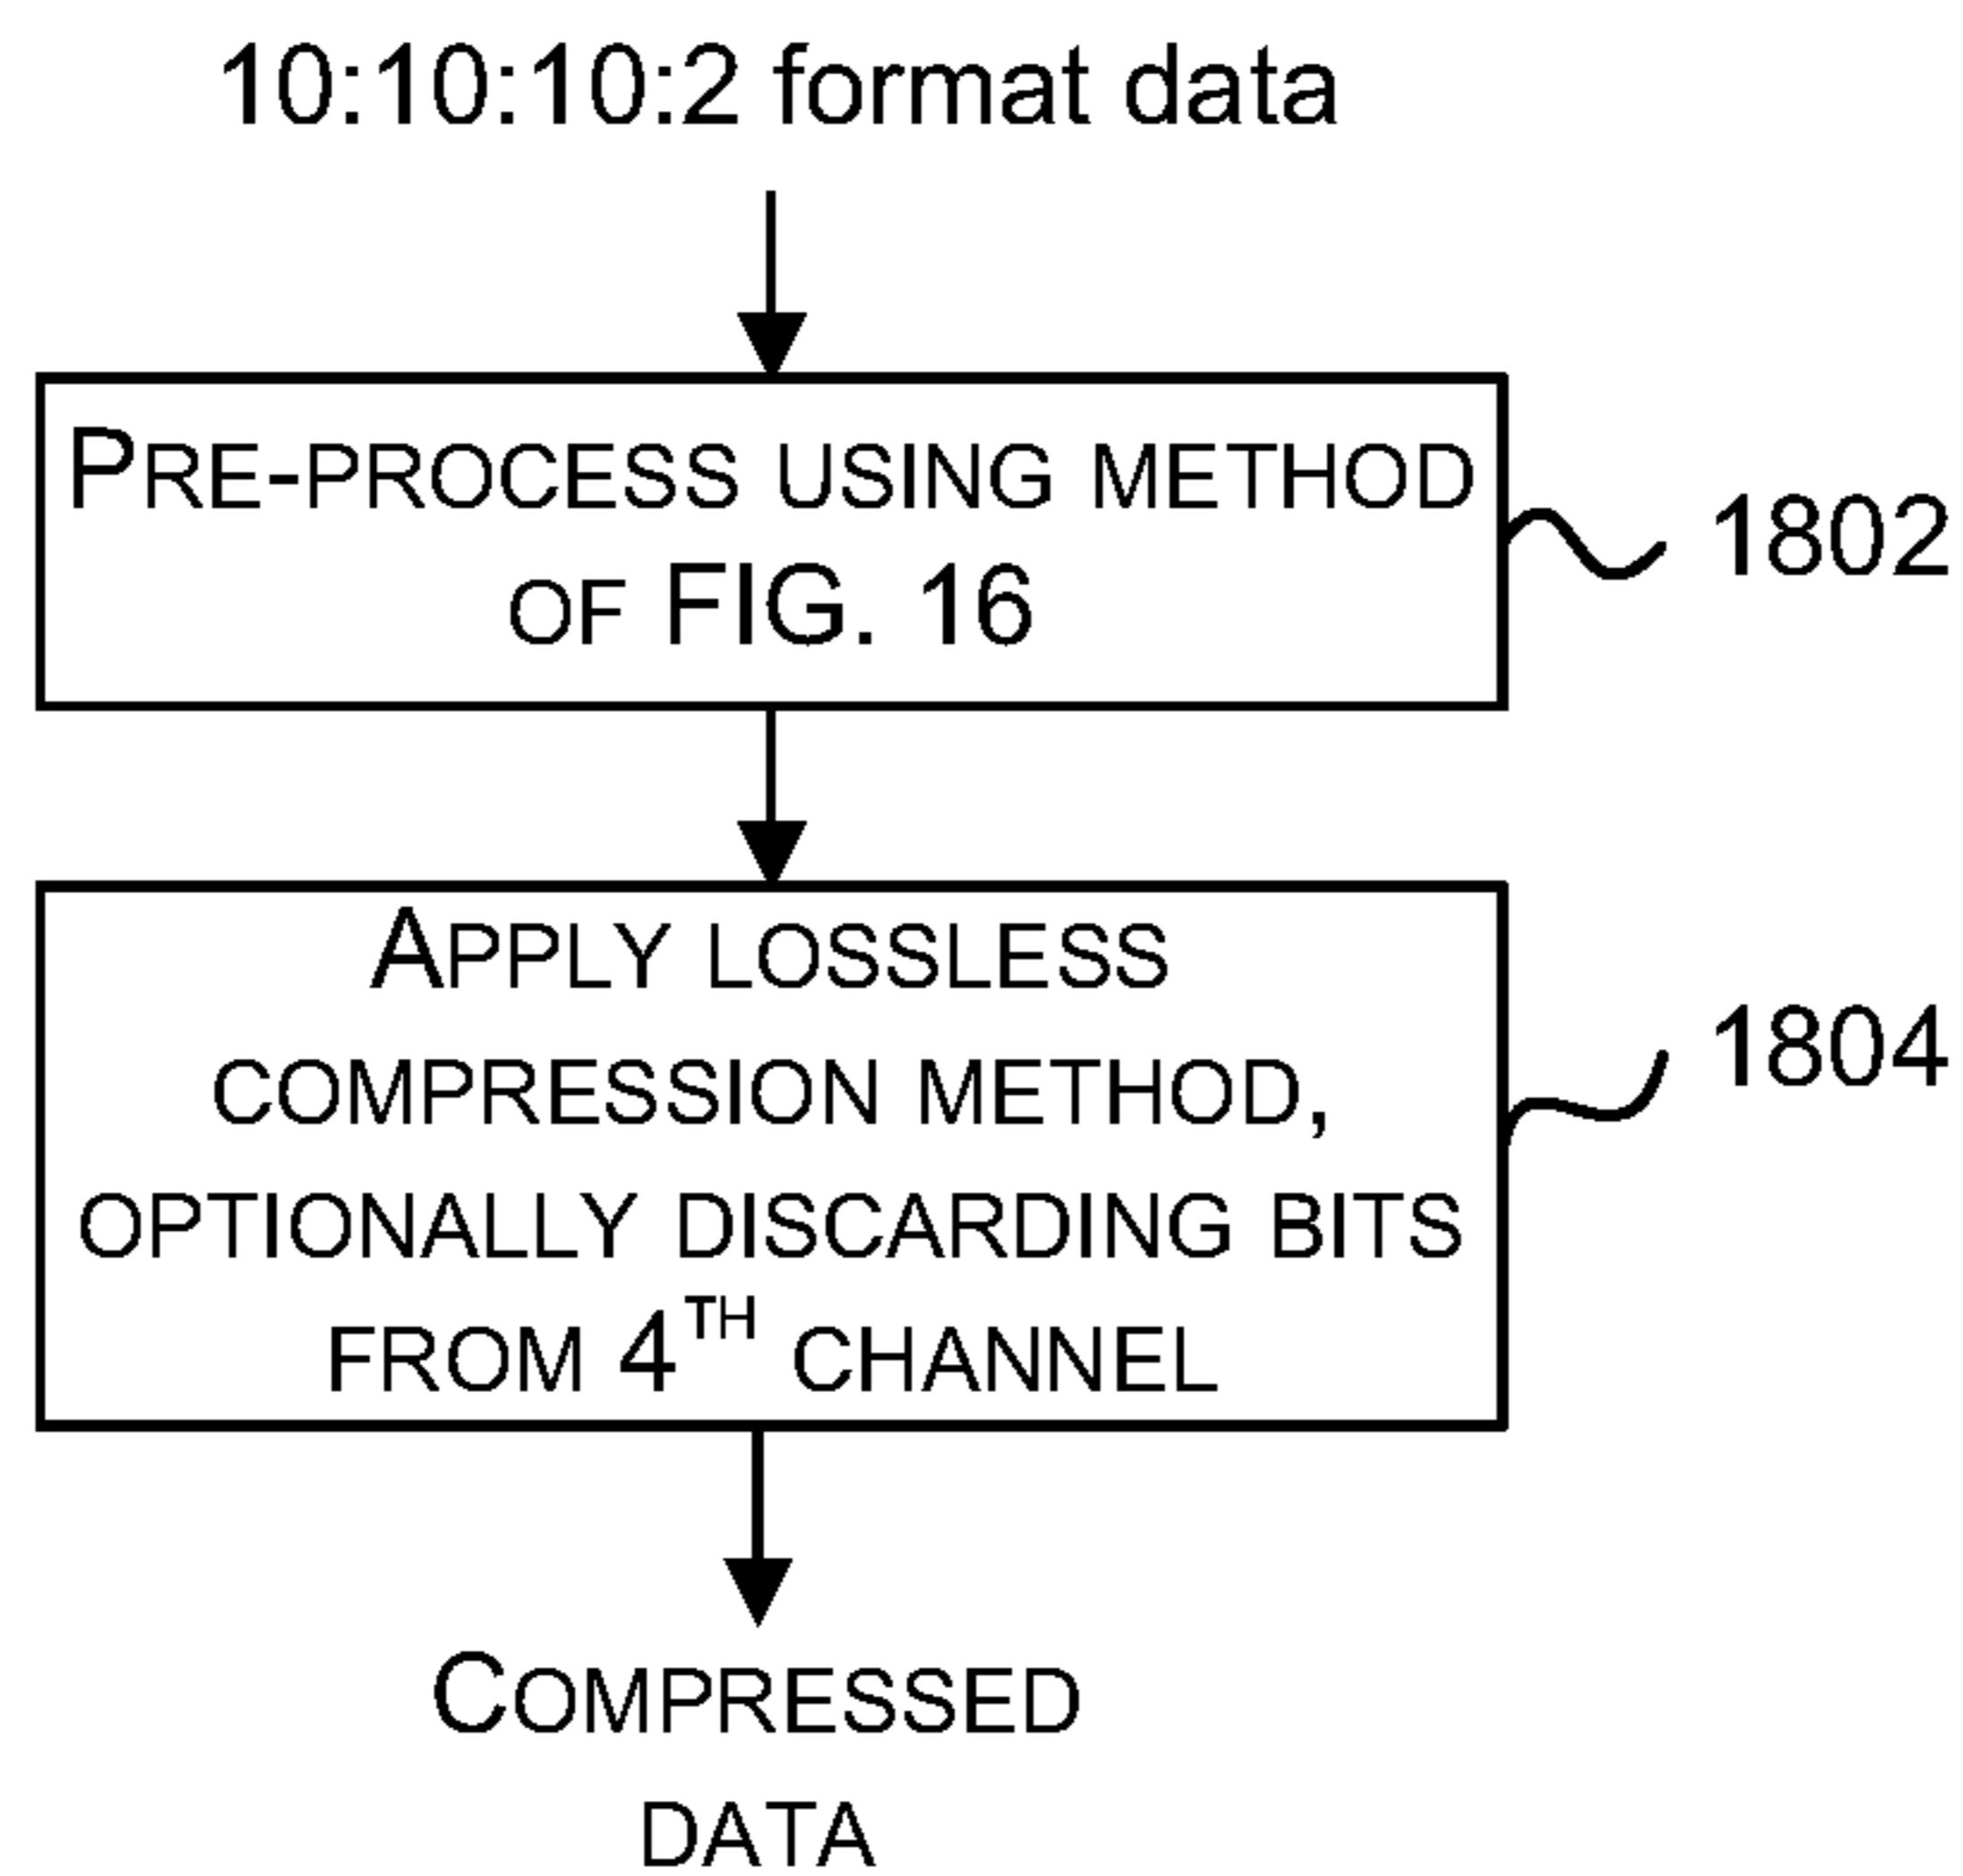 10:10:10:2 format data
PRE-PROCESS USING METHOD
OF FIG. 16
1802
APPLY LOSSLESS
COMPRESSION METHOD,
OPTIONALLY DISCARDING BITS
FROM 4TH CHANNEL
1804
COMPRESSED
DATA